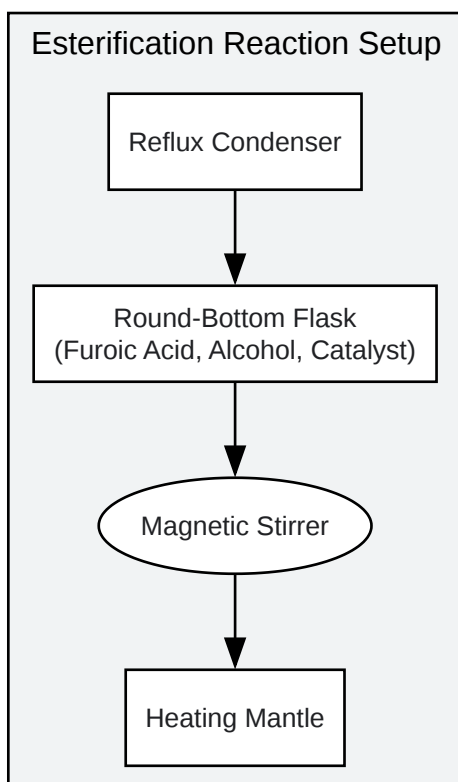 Esterification Reaction Setup
Reflux Condenser
Round-Bottom Flask
(Furoic Acid, Alcohol, Catalyst)
Magnetic Stirrer
Heating Mantle